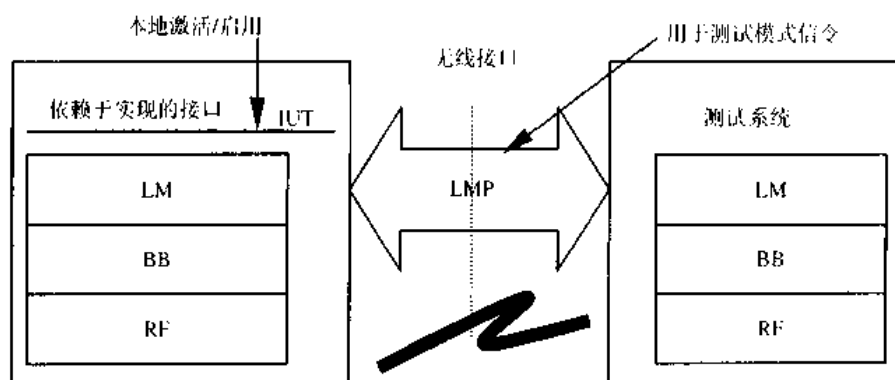 本地激活/启用
用于测试模式信令
无线接口
依赖于实现的接口
IUT
测试系统
LM
LMP
LM
BB
BB
RF
RF